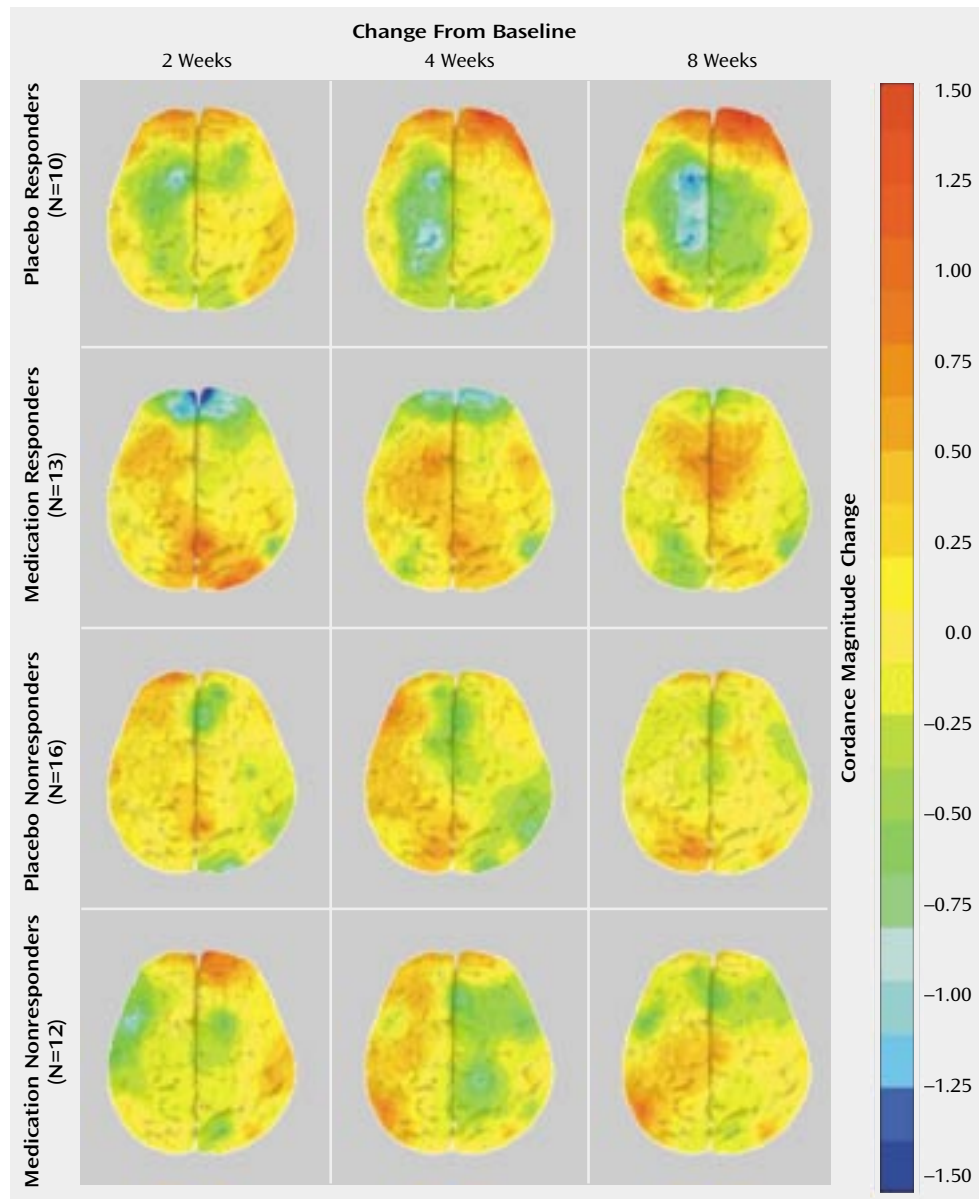 Change From Baseline
2 Weeks
4 Weeks
8 Weeks
Placebo Responders
(N=10)
Medication Responders
(N=13)
Placebo Nonresponders
(N=16)
Medication Nonresponders
(N=12)
Cordance Magnitude Change
1.50
1.25
1.00
0.75
0.50
0.25
0.0
–0.25
–0.50
–0.75
–1.00
–1.25
–1.50